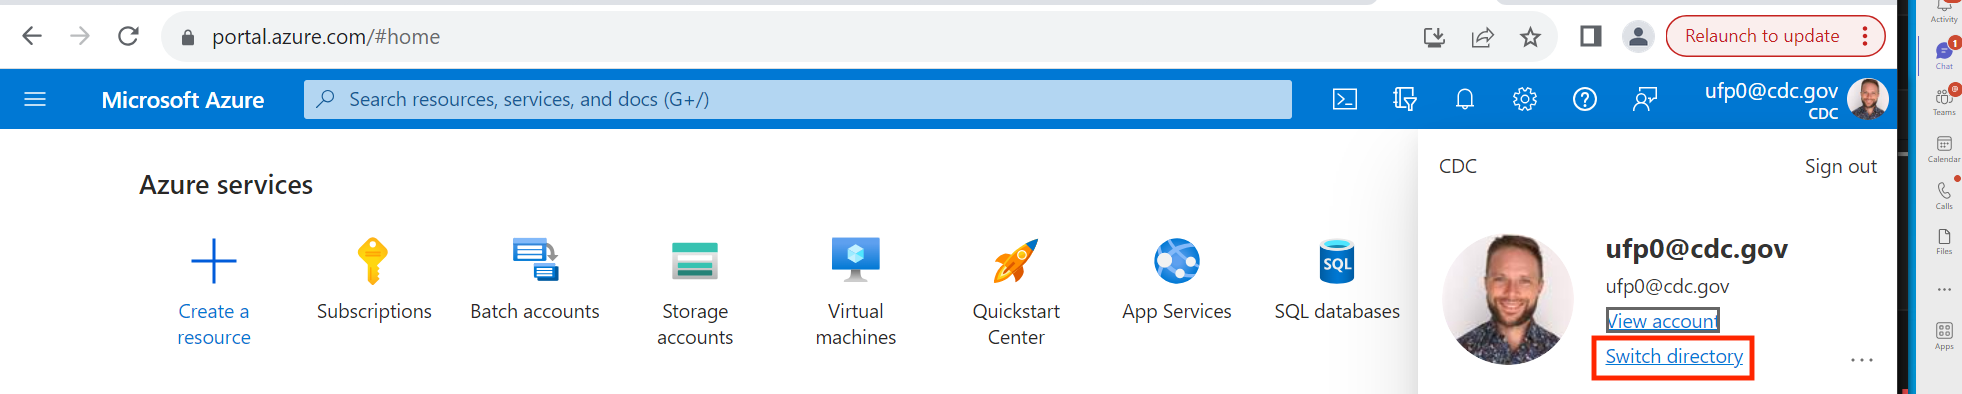 portal.azure.com/#home
Relaunch to update
Microsoft Azure
Search resources, services, and docs (G+/)
ufp0@cdc.gov
CDC
CDC
Sign out
Azure services
ufp0@cdc.gov
ufp0@cdc.gov
View account
Switch directory
Create a
resource
Subscriptions
Batch accounts
Storage
accounts
Virtual
machines
Quickstart
Center
App Services
SQL
SQL databases
Activity
1
Chat
@
Teams
Calendar
Calls
Files
Apps